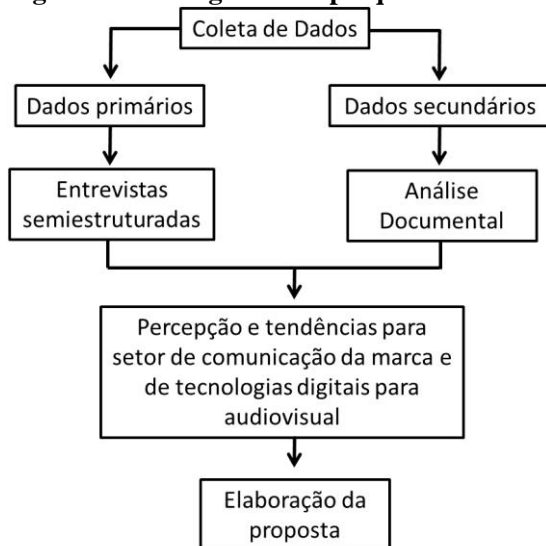 Coleta de Dados
Dados primários
Dados secundários
Entrevistas
semiestruturadas
Análise
Documental
Percepção e tendências para
setor de comunicação da marca e
de tecnologias digitais para
audiovisual
Elaboração da
proposta